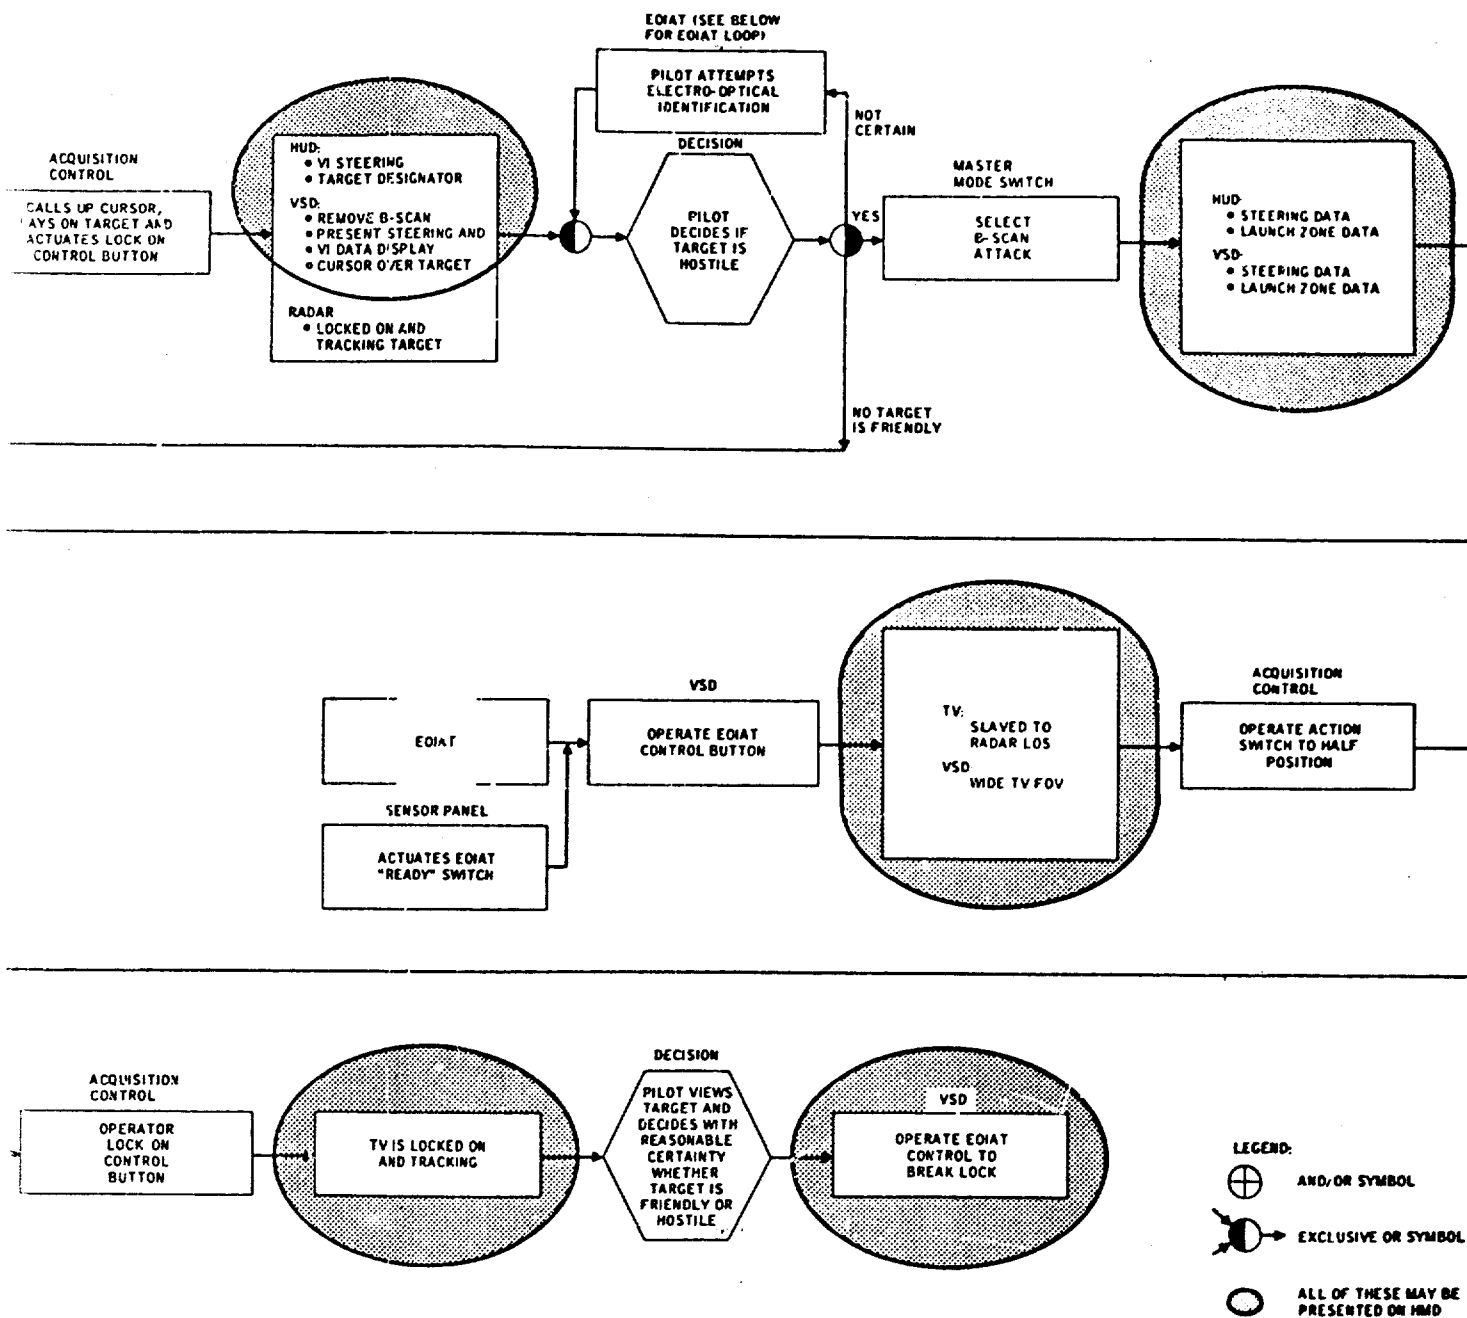 EOIAT (SEE BELOW
FOR EOIAT LOOP)
PILOT ATTEMPTS
ELECTRO-OPTICAL
IDENTIFICATION
NOT
CERTAIN
ACQUISITION
CONTROL
CALLS UP CURSOR,
LAYS ON TARGET AND
ACTUATES LOCK ON
CONTROL BUTTON
HUD:
• VI STEERING
• TARGET DESIGNATOR
VSD:
• REMOVE B-SCAN
• PRESENT STEERING AND
• VI DATA DISPLAY
• CURSOR OVER TARGET
RADAR
• LOCKED ON AND
TRACKING TARGET
DECISION
PILOT
DECIDES IF
TARGET IS
HOSTILE
YES
MASTER
MODE SWITCH
SELECT
B-SCAN
ATTACK
HUD:
• STEERING DATA
• LAUNCH ZONE DATA
VSD-
• STEERING DATA
• LAUNCH ZONE DATA
NO TARGET
IS FRIENDLY
EOIAT
SENSOR PANEL
ACTUATES EOIAT
"READY" SWITCH
VSD
OPERATE EOIAT
CONTROL BUTTON
TV:
SLAVED TO
RADAR LOS
VSD
WIDE TV FOV
ACQUISITION
CONTROL
OPERATE ACTION
SWITCH TO HALF
POSITION
ACQUISITION
CONTROL
OPERATOR
LOCK ON
CONTROL
BUTTON
TV IS LOCKED ON
AND TRACKING
DECISION
PILOT VIEWS
TARGET AND
DECIDES WITH
REASONABLE
CERTAINTY
WHETHER
TARGET IS
FRIENDLY OR
HOSTILE
VSD
OPERATE EOIAT
CONTROL TO
BREAK LOCK
LEGEND:
AND/OR SYMBOL
EXCLUSIVE OR SYMBOL
ALL OF THESE MAY BE
PRESENTED ON HMD